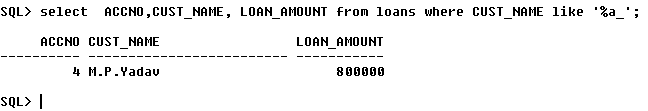 SQL> select  ACCNO,CUST_NAME, LOAN_AMOUNT from loans where CUST_NAME like '%a_';
     ACCNO CUST_NAME                 LOAN_AMOUNT
---------- ------------------------- -----------
         4 M.P.Yadav                      800000
SQL>